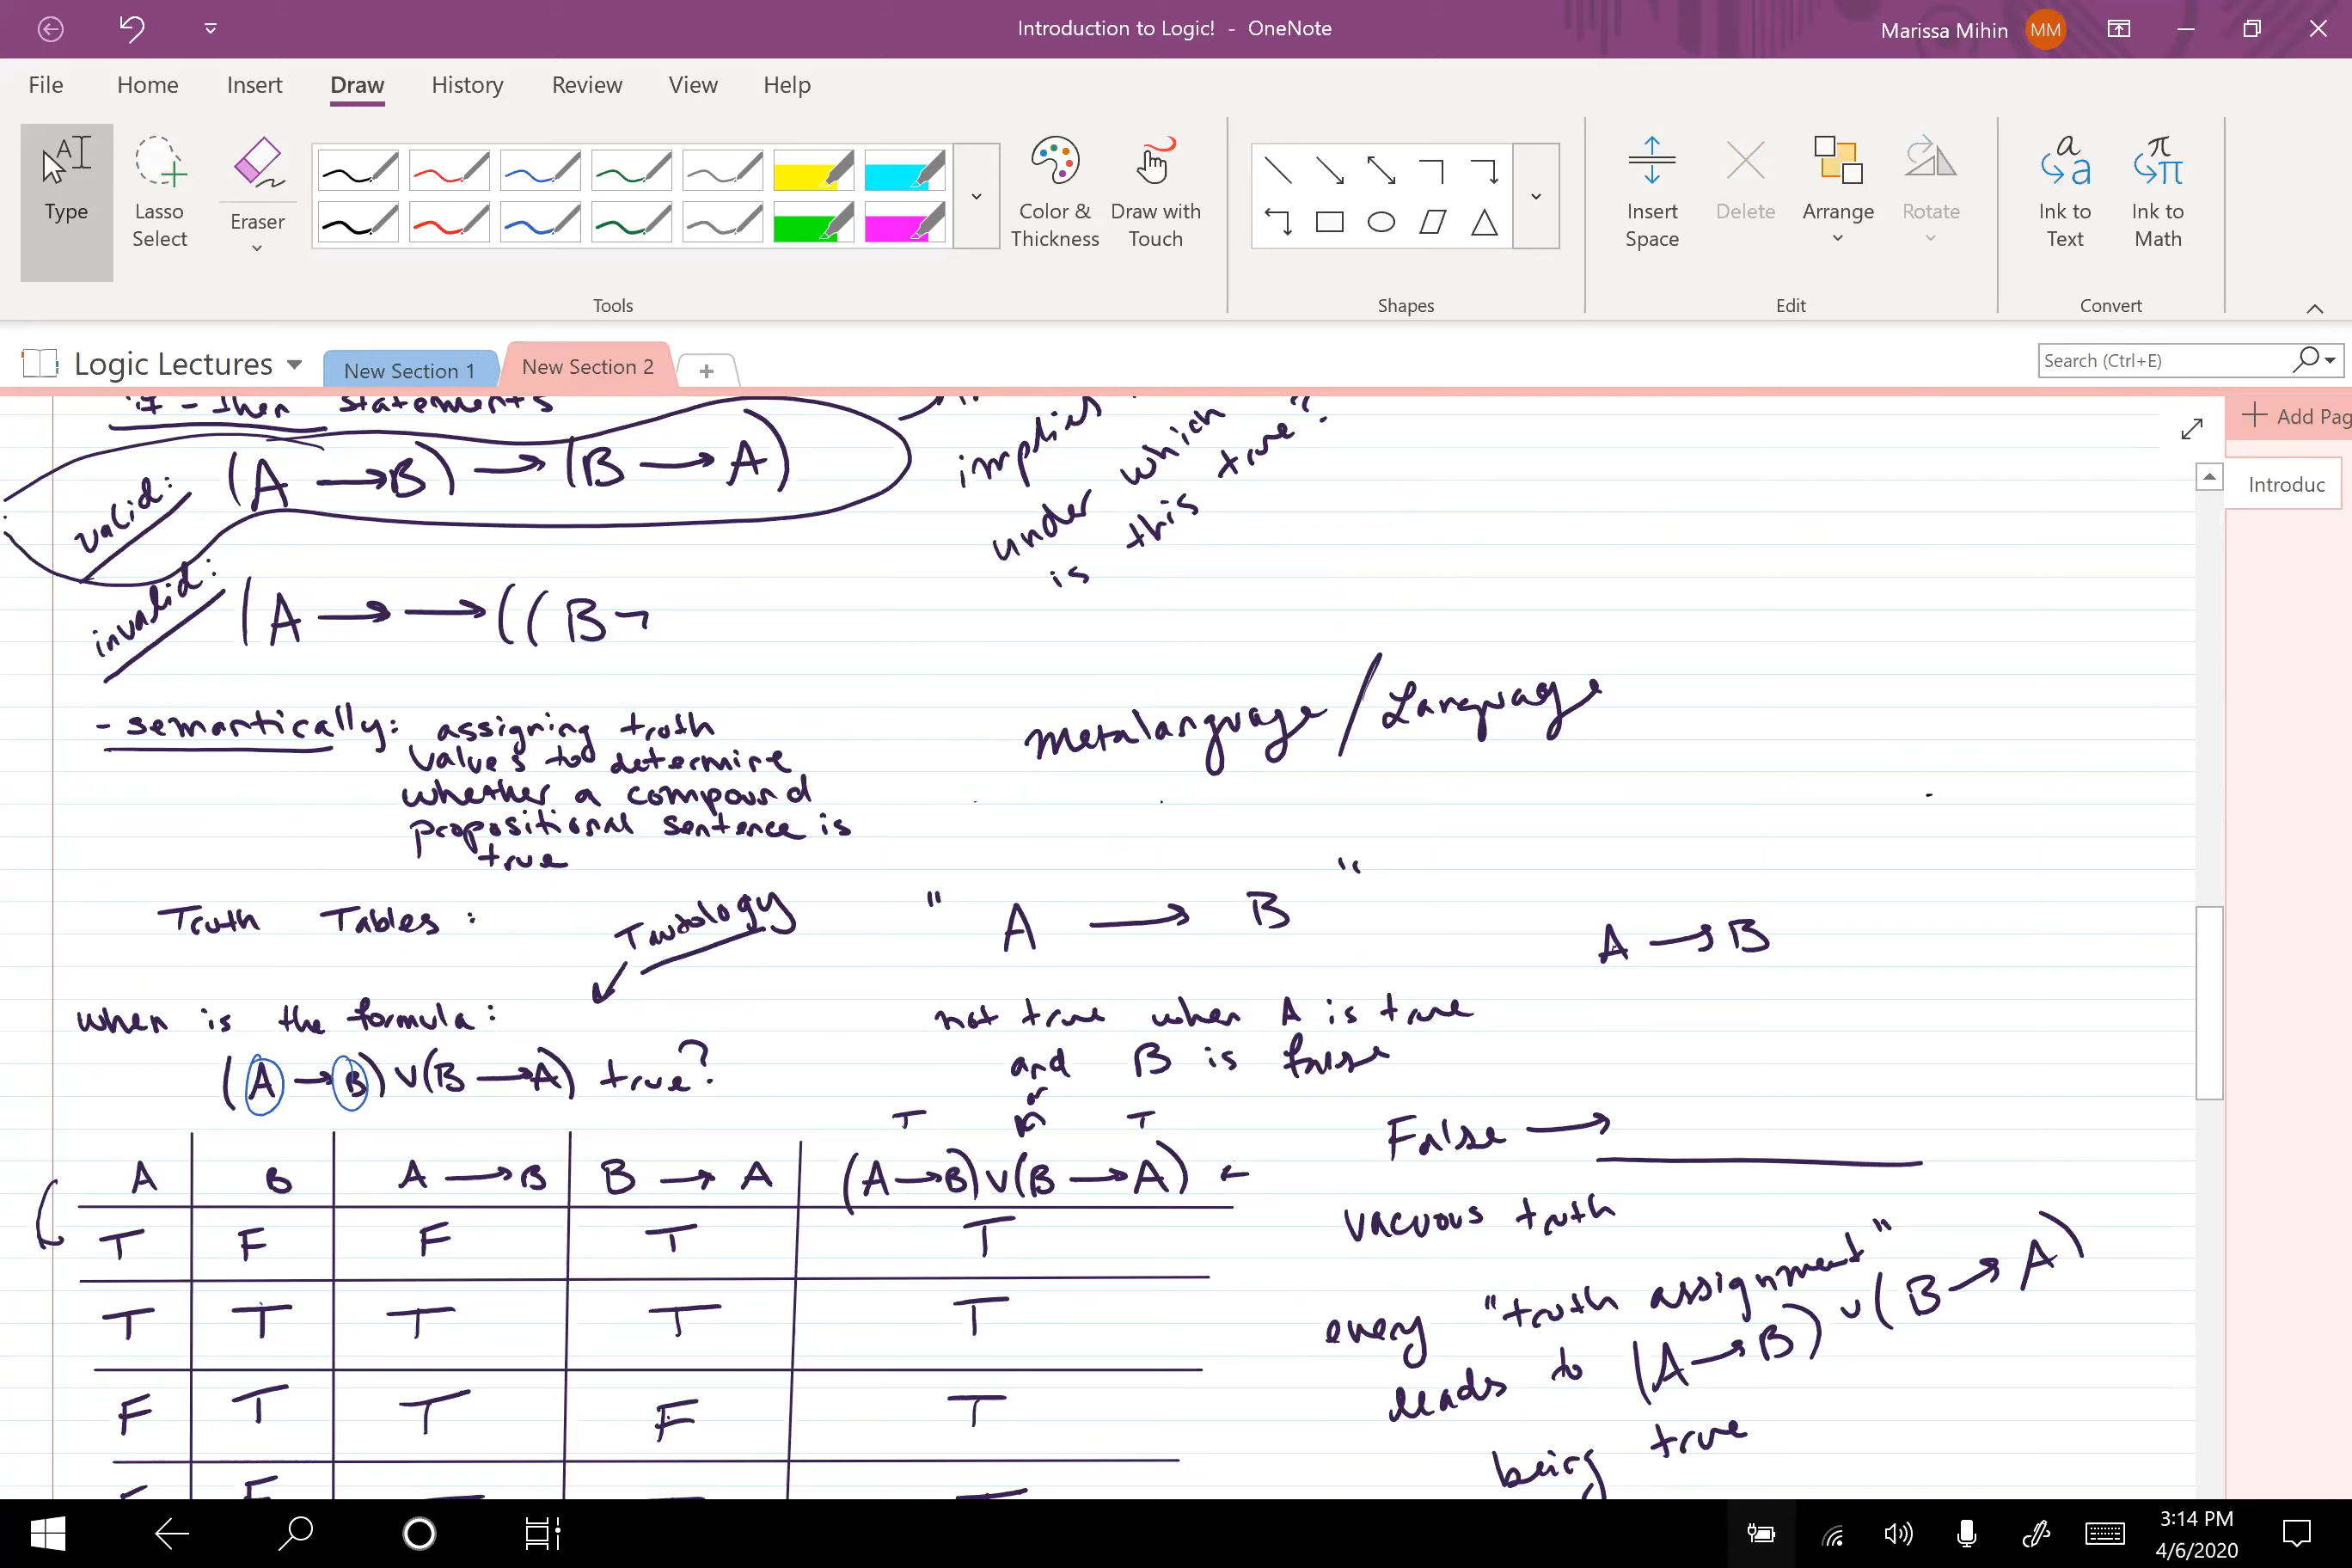 Introduction to Logic! - OneNote
Marissa Mihin
MM
File Home Insert Draw History Review View Help
Type
Lasso Select
Eraser
Color & Thickness
Draw with Touch
Insert Space
Delete
Arrange
Rotate
Ink to Text
Ink to Math
Tools
Shapes
Edit
Convert
Logic Lectures
New Section 1
New Section 2
Search (Ctrl+E)
Add Pag
Introduc
if - then statements
valid: (A → B) → (B → A)
implies
under which
is this true?
invalid: (A → → ((B ¬
- semantically: assigning truth
values to determine
whether a compound
propositional sentence is
true
Metalanguage / Language
Truth Tables:
Tautology
" A → B "
A → B
when is the formula:
(A → B) ∨ (B → A) true?
not true when A is true
and B is false
or
T T
False →
vacuous truth
A B A → B B → A (A → B) ∨ (B → A) ←
T F F T T
T T T T T
F T T F T
every "truth assignment"
leads to (A → B) ∨ (B → A)
being true
3:14 PM
4/6/2020